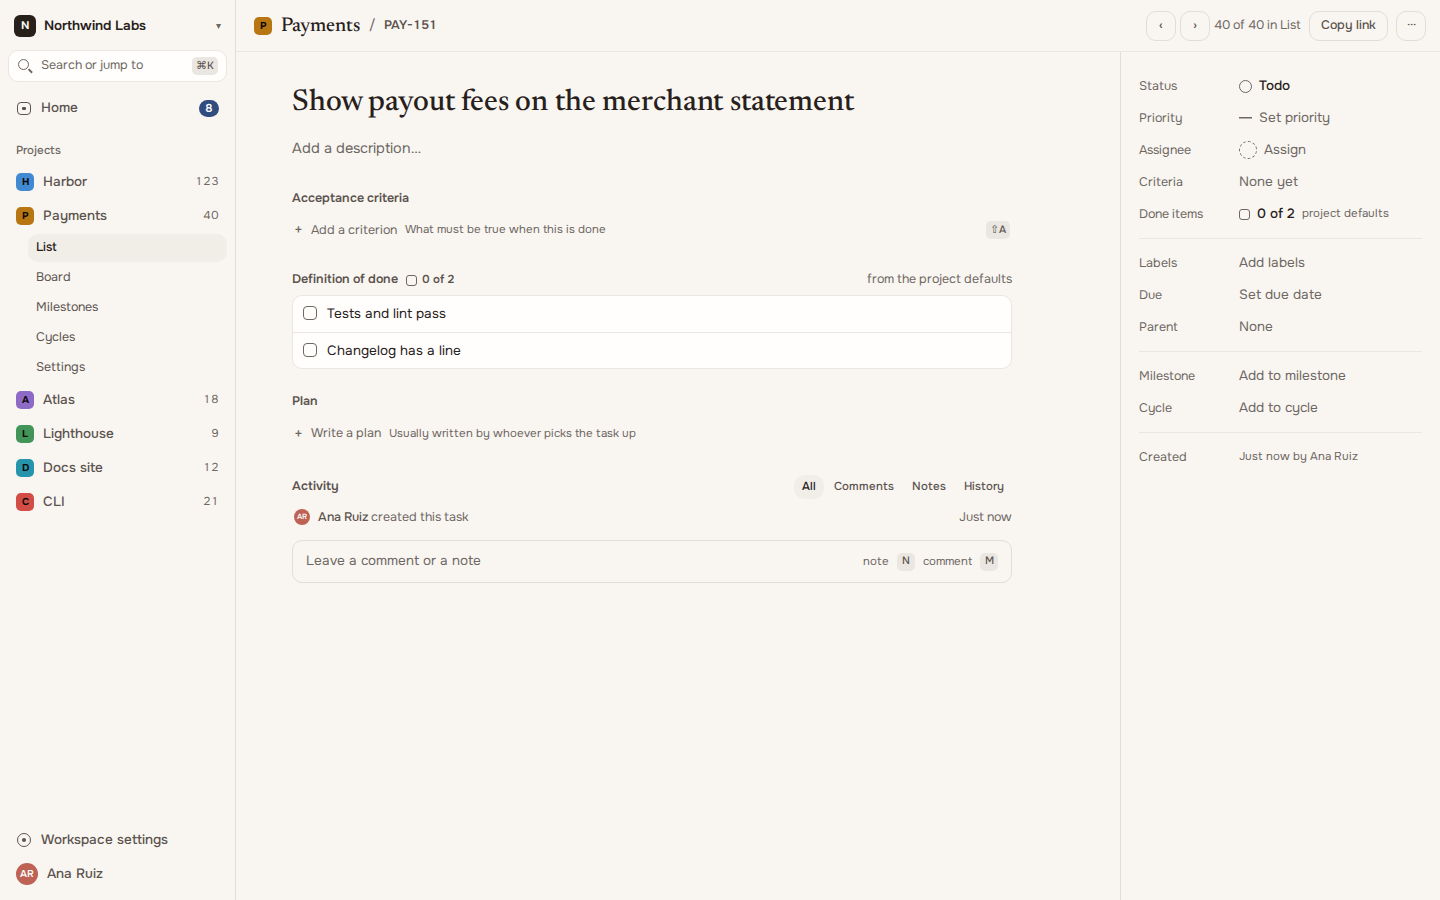 N Northwind Labs
Search or jump to ⌘K
Home 8
Projects
H Harbor 123
P Payments 40
List
Board
Milestones
Cycles
Settings
A Atlas 18
L Lighthouse 9
D Docs site 12
C CLI 21
Workspace settings
AR Ana Ruiz
P Payments / PAY-151
‹ › 40 of 40 in List Copy link ...
Show payout fees on the merchant statement
Add a description...
Acceptance criteria
+ Add a criterion What must be true when this is done ⇧A
Definition of done 0 of 2 from the project defaults
Tests and lint pass
Changelog has a line
Plan
+ Write a plan Usually written by whoever picks the task up
Activity All Comments Notes History
AR Ana Ruiz created this task Just now
Leave a comment or a note note N comment M
Status Todo
Priority Set priority
Assignee Assign
Criteria None yet
Done items 0 of 2 project defaults
Labels Add labels
Due Set due date
Parent None
Milestone Add to milestone
Cycle Add to cycle
Created Just now by Ana Ruiz